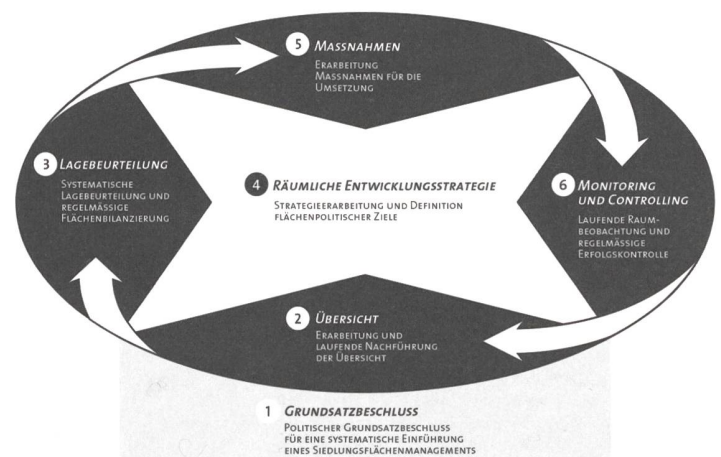 5 MASSNAHMEN
ERARBEITUNG
MASSNAHMEN FÜR DIE
UMSETZUNG
3 LAGEBEURTEILUNG
SYSTEMATISCHE
LAGEBEURTEILUNG UND
REGELMÄSSIGE
FLÄCHENBILANZIERUNG
4 RÄUMLICHE ENTWICKLUNGSSTRATEGIE
STRATEGIEERARBEITUNG UND DEFINITION
FLÄCHENPOLITISCHER ZIELE
6 MONITORING
UND CONTROLLING
LAUFENDE RAUM-
BEOBACHTUNG UND
REGELMÄSSIGE
ERFOLGSKONTROLLE
2 ÜBERSICHT
ERARBEITUNG UND
LAUFENDE NACHFÜHRUNG
DER ÜBERSICHT
1 GRUNDSATZBESCHLUSS
POLITISCHER GRUNDSATZBESCHLUSS
FÜR EINE SYSTEMATISCHE EINFÜHRUNG
EINES SIEDLUNGSFLÄCHENMANAGEMENTS